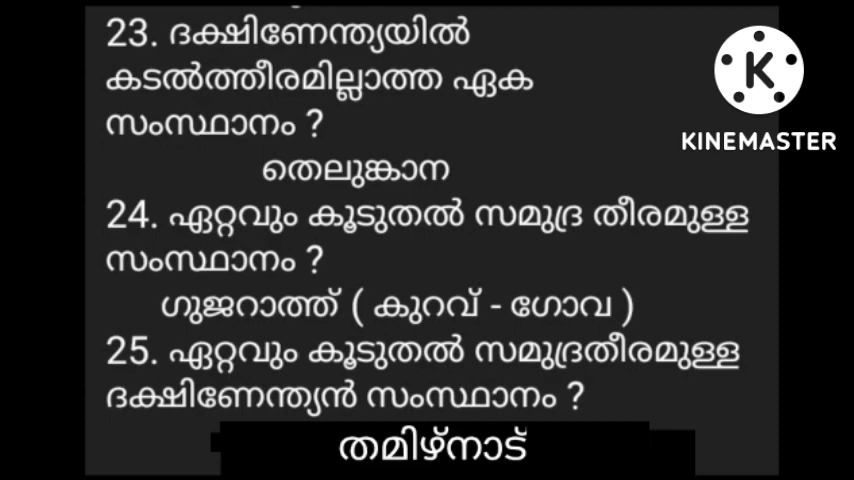 23. ദക്ഷിണേന്ത്യയിൽ
കടൽത്തീരമില്ലാത്ത ഏക
സംസ്ഥാനം ?
തെലുങ്കാന
24. ഏറ്റവും കൂടുതൽ സമുദ്ര തീരമുള്ള
സംസ്ഥാനം ?
ഗുജറാത്ത് ( കുറവ് - ഗോവ )
25. ഏറ്റവും കൂടുതൽ സമുദ്രതീരമുള്ള
ദക്ഷിണേന്ത്യൻ സംസ്ഥാനം ?
തമിഴ്നാട്
K
KINEMASTER